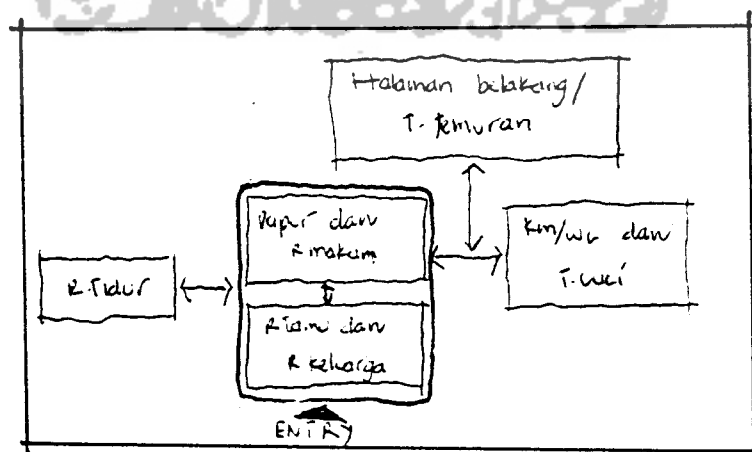 Halaman belakang/
T. Jemuran
Dapur dan
R makan
Km/wc dan
T. cuci
R. Tidur
R Tamu dan
R keluarga
ENTRY